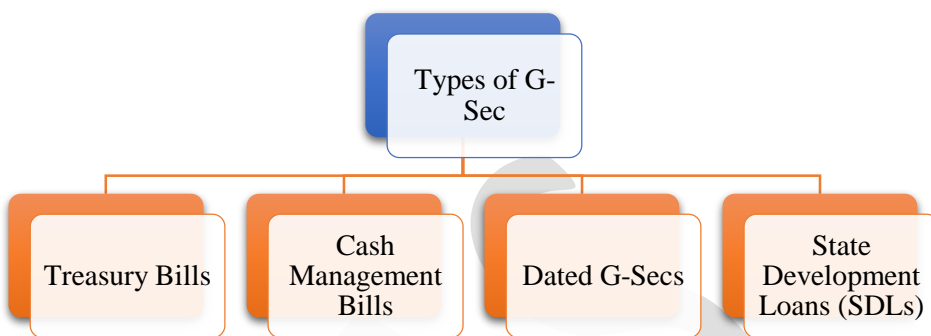 Types of G-
Sec
Treasury Bills
Cash
Management
Bills
Dated G-Secs
State
Development
Loans (SDLs)